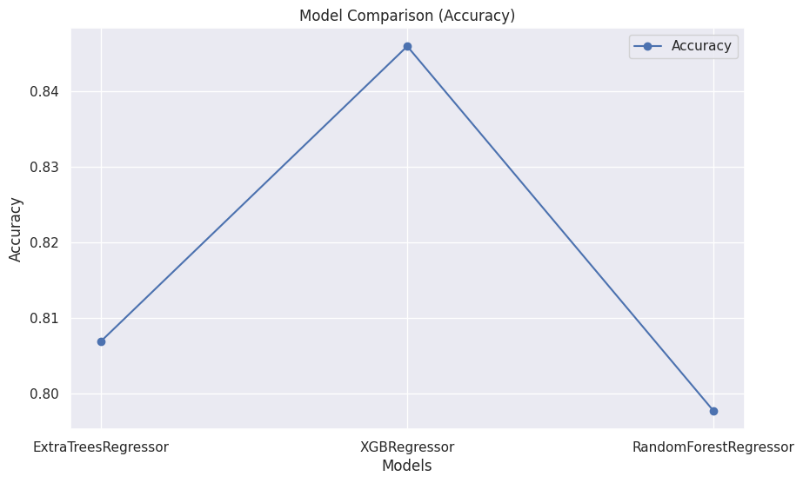 Model Comparison (Accuracy)
Accuracy
0.84
0.83
0.82
0.81
0.80
Accuracy
ExtraTreesRegressor
XGBRegressor
RandomForestRegressor
Models